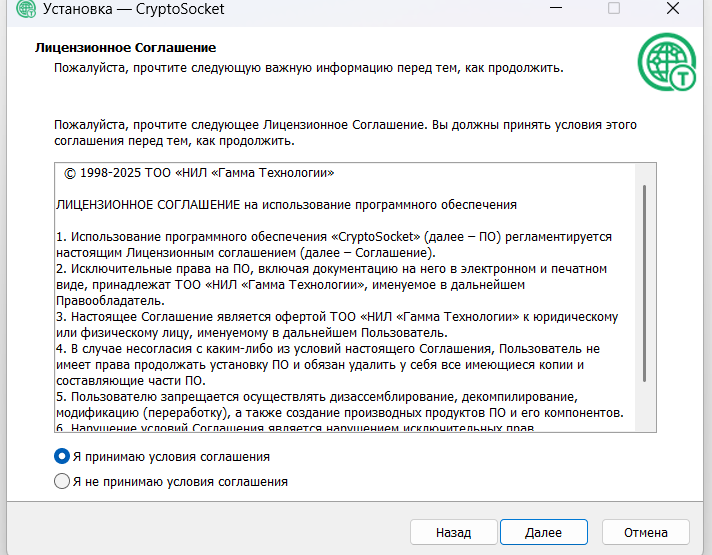 Установка — CryptoSocket
Лицензионное Соглашение
Пожалуйста, прочтите следующую важную информацию перед тем, как продолжить.
T
Пожалуйста, прочтите следующее Лицензионное Соглашение. Вы должны принять условия этого
соглашения перед тем, как продолжить.
© 1998-2025 ТОО «НИЛ «Гамма Технологии»
ЛИЦЕНЗИОННОЕ СОГЛАШЕНИЕ на использование программного обеспечения
1. Использование программного обеспечения «CryptoSocket» (далее – ПО) регламентируется
настоящим Лицензионным соглашением (далее – Соглашение).
2. Исключительные права на ПО, включая документацию на него в электронном и печатном
виде, принадлежат ТОО «НИЛ «Гамма Технологии», именуемое в дальнейшем
Правообладатель.
3. Настоящее Соглашение является офертой ТОО «НИЛ «Гамма Технологии» к юридическому
или физическому лицу, именуемому в дальнейшем Пользователь.
4. В случае несогласия с каким-либо из условий настоящего Соглашения, Пользователь не
имеет права продолжать установку ПО и обязан удалить у себя все имеющиеся копии и
составляющие части ПО.
5. Пользователю запрещается осуществлять дизассемблирование, декомпилирование,
модификацию (переработку), а также создание производных продуктов ПО и его компонентов.
6. Нарушение условий Соглашения является нарушением исключительных прав
Я принимаю условия соглашения
Я не принимаю условия соглашения
Назад
Далее
Отмена